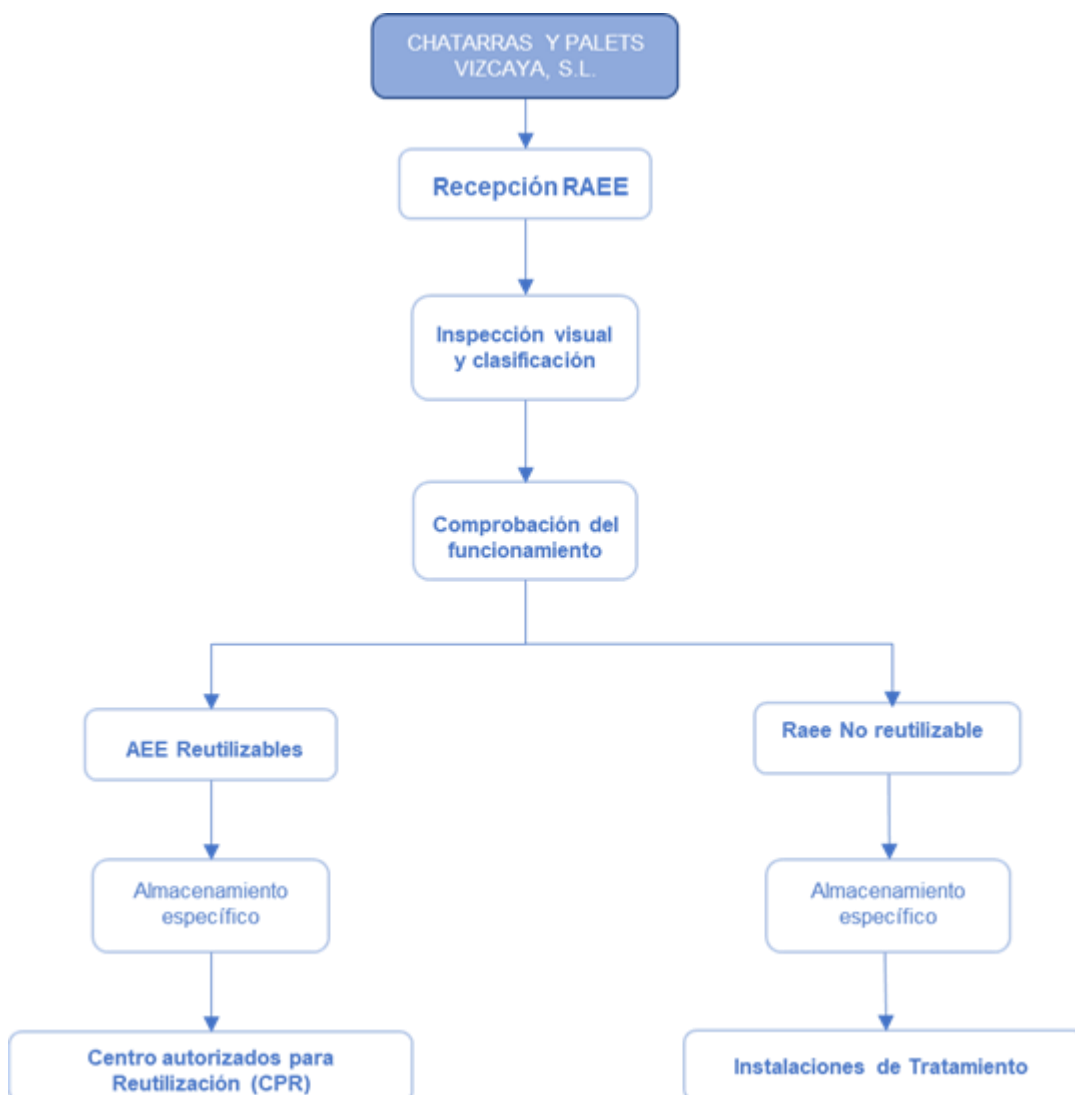 CHATARRAS Y PALETS
VIZCAYA, S.L.
Recepción RAEE
Inspección visual
y clasificación
Comprobación del
funcionamiento
AEE Reutilizables
Raee No reutilizable
Almacenamiento
específico
Almacenamiento
específico
Centro autorizados para
Reutilización (CPR)
Instalaciones de Tratamiento